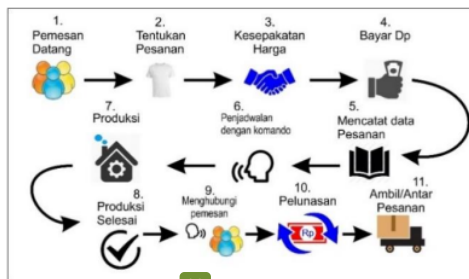 1.
Pemesan
Datang
2.
Tentukan
Pesanan
3.
Kesepakatan
Harga
4.
Bayar Dp
5.
Mencatat data
Pesanan
6.
Penjadwalan
dengan komando
7.
Produksi
8.
Produksi
Selesai
9.
Menghubungi
pemesan
10.
Pelunasan
Rp
11.
Ambil/Antar
Pesanan